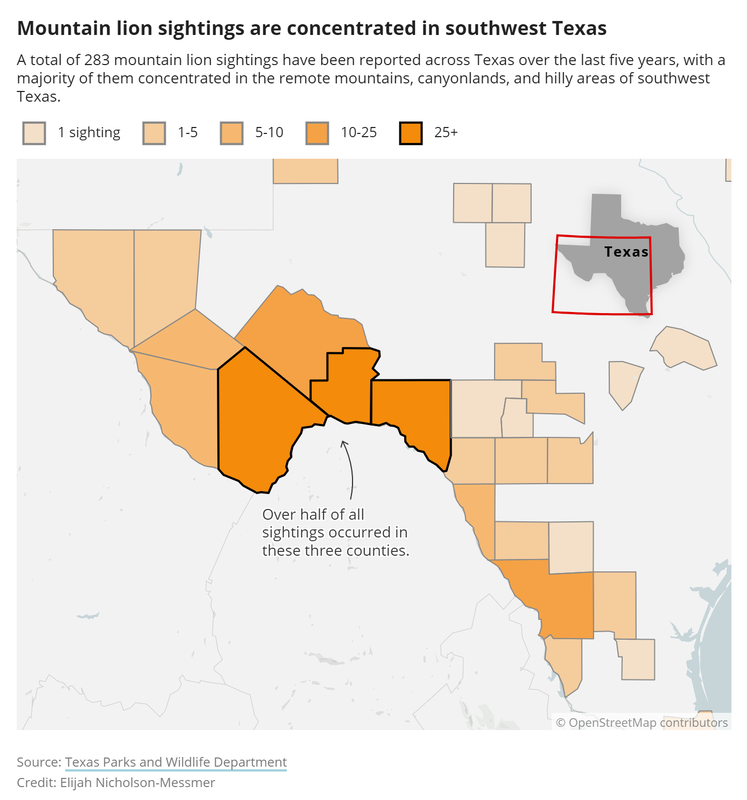 Mountain lion sightings are concentrated in southwest Texas
A total of 283 mountain lion sightings have been reported across Texas over the last five years, with a
majority of them concentrated in the remote mountains, canyonlands, and hilly areas of southwest
Texas.
1 sighting 1-5 5-10 10-25 25+
Texas
Over half of all
sightings occurred in
these three counties.
© OpenStreetMap contributors
Source: Texas Parks and Wildlife Department
Credit: Elijah Nicholson-Messmer